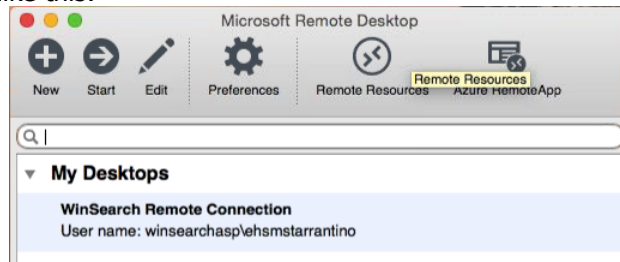 Microsoft Remote Desktop
New Start Edit Preferences Remote Resources Azure RemoteApp
Remote Resources
My Desktops
WinSearch Remote Connection
User name: winsearchasp\ehsmstarrantino